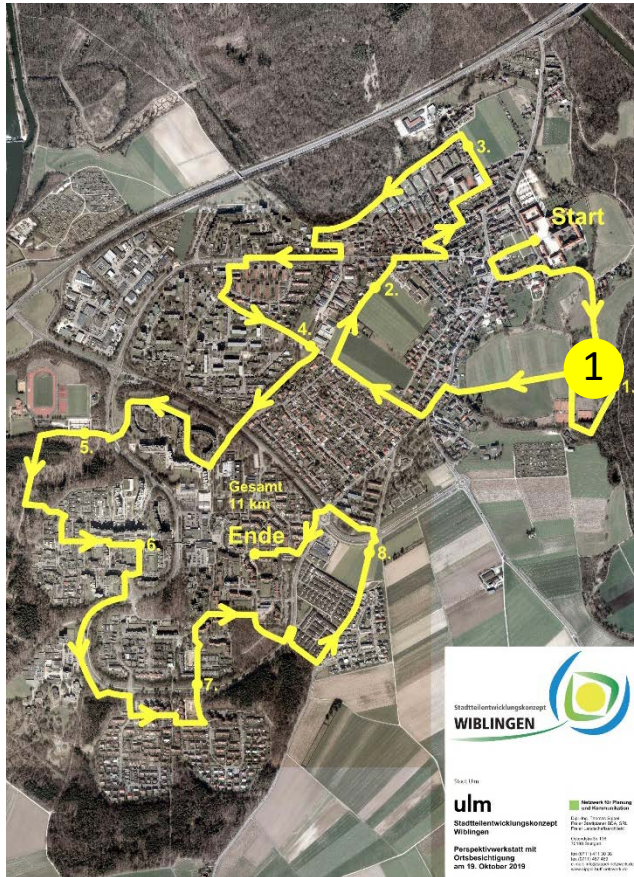 3.
Start
2.
4.
1
1.
5.
Gesamt
11 km
Ende
6.
8.
7.
Stadtteilentwicklungskonzept
WIBLINGEN
Stadt Ulm
ulm
Stadtteilentwicklungskonzept
Wiblingen
Perspektivwerkstatt mit
Ortsbesichtigung
am 19. Oktober 2019
Netzwerk für Planung
und Kommunikation